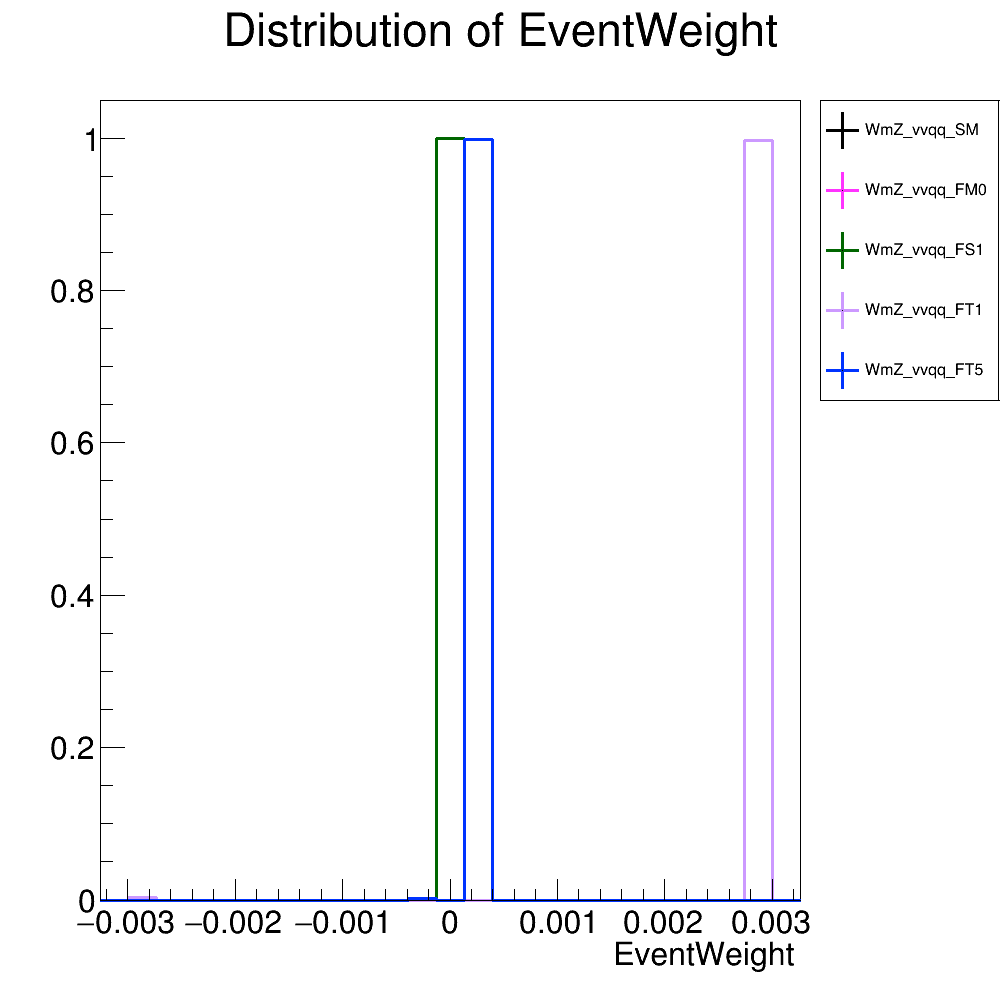 Distribution of EventWeight
1
0.8
0.6
0.4
0.2
0
−0.003 −0.002 −0.001 0 0.001 0.002 0.003
EventWeight
WmZ_vvqq_SM
WmZ_vvqq_FM0
WmZ_vvqq_FS1
WmZ_vvqq_FT1
WmZ_vvqq_FT5